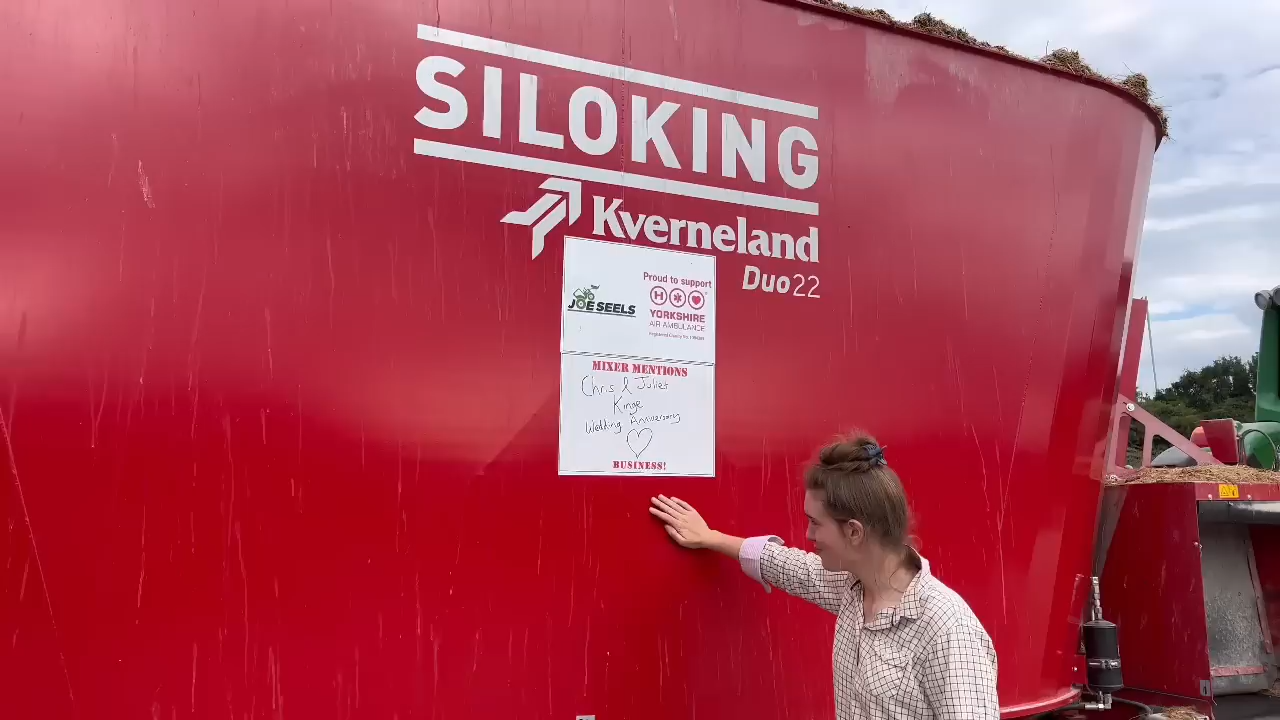 SILOKING
Kverneland
Duo22
Proud to support
JOE SEELS
YORKSHIRE
AIR AMBULANCE
MIXER MENTIONS
Chris & Juliet
Kinge
Wedding Anniversary
BUSINESS!